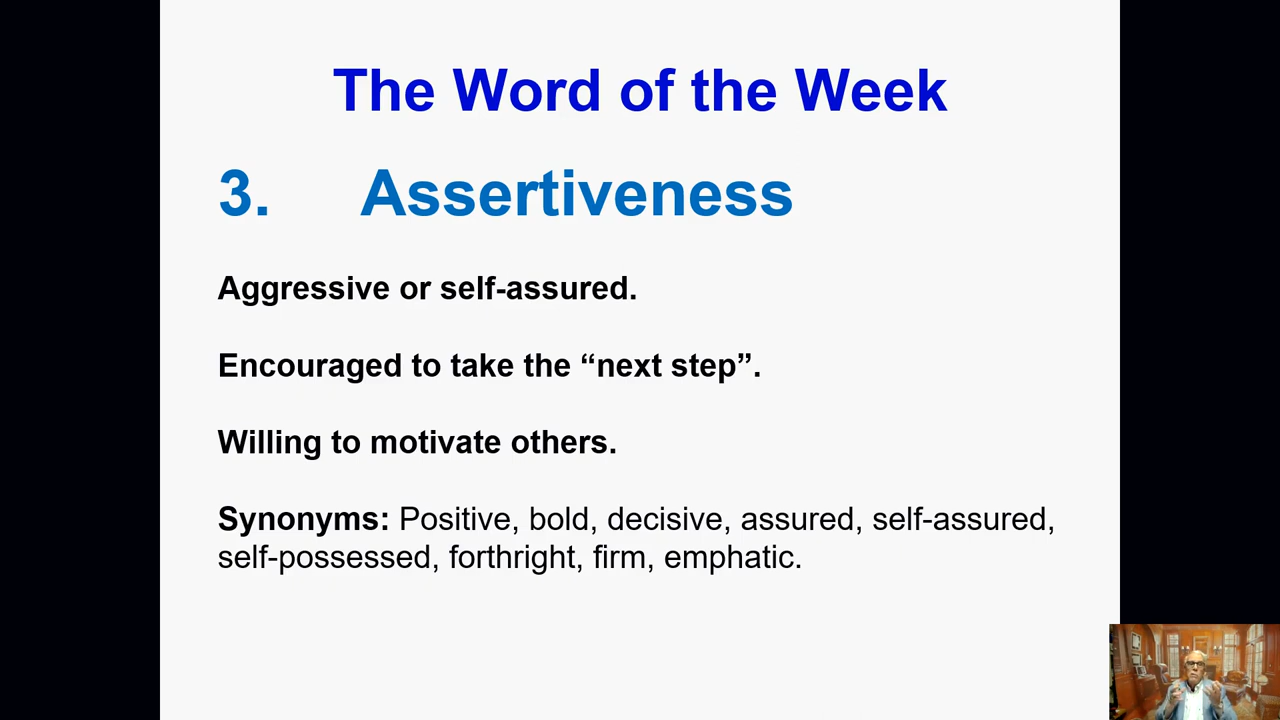 The Word of the Week
3. Assertiveness
Aggressive or self-assured.
Encouraged to take the “next step”.
Willing to motivate others.
Synonyms: Positive, bold, decisive, assured, self-assured,
self-possessed, forthright, firm, emphatic.